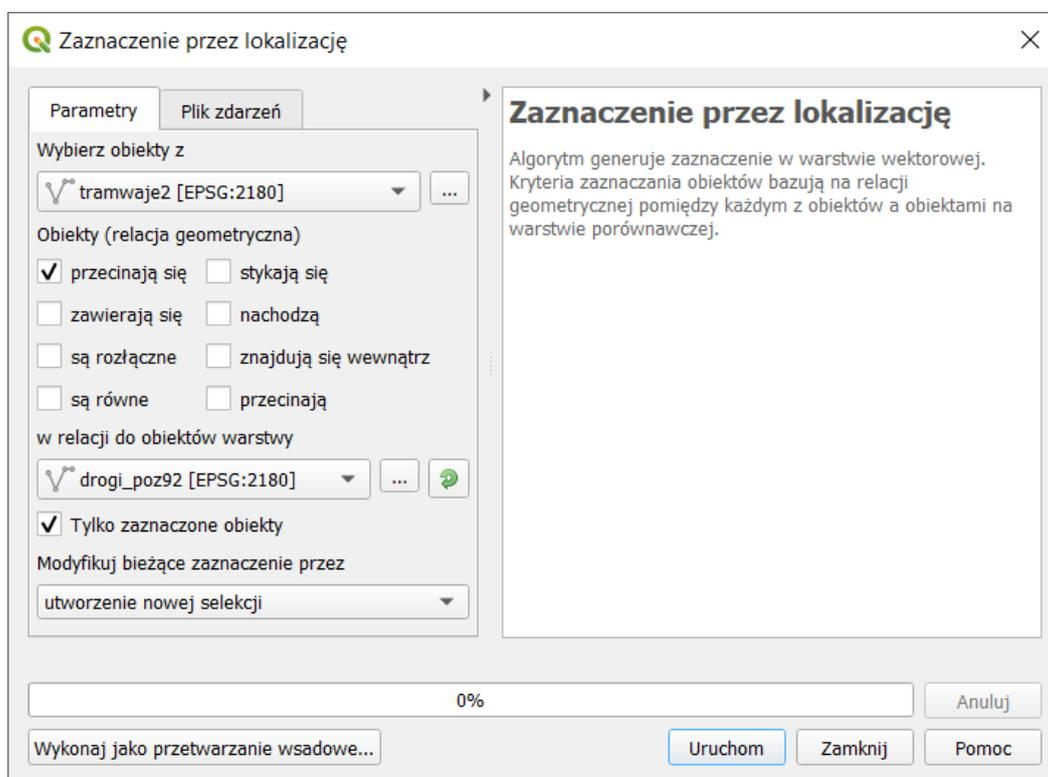 Zaznaczenie przez lokalizację
Parametry
Plik zdarzeń
Wybierz obiekty z
tramwaje2 [EPSG:2180]
...
Obiekty (relacja geometryczna)
przecinają się
stykają się
zawierają się
nachodzą
są rozłączne
znajdują się wewnątrz
są równe
przecinają
w relacji do obiektów warstwy
drogi_poz92 [EPSG:2180]
...
Tylko zaznaczone obiekty
Modyfikuj bieżące zaznaczenie przez
utworzenie nowej selekcji
Zaznaczenie przez lokalizację
Algorytm generuje zaznaczenie w warstwie wektorowej.
Kryteria zaznaczania obiektów bazują na relacji
geometrycznej pomiędzy każdym z obiektów a obiektami na
warstwie porównawczej.
0%
Anuluj
Wykonaj jako przetwarzanie wsadowe...
Uruchom
Zamknij
Pomoc